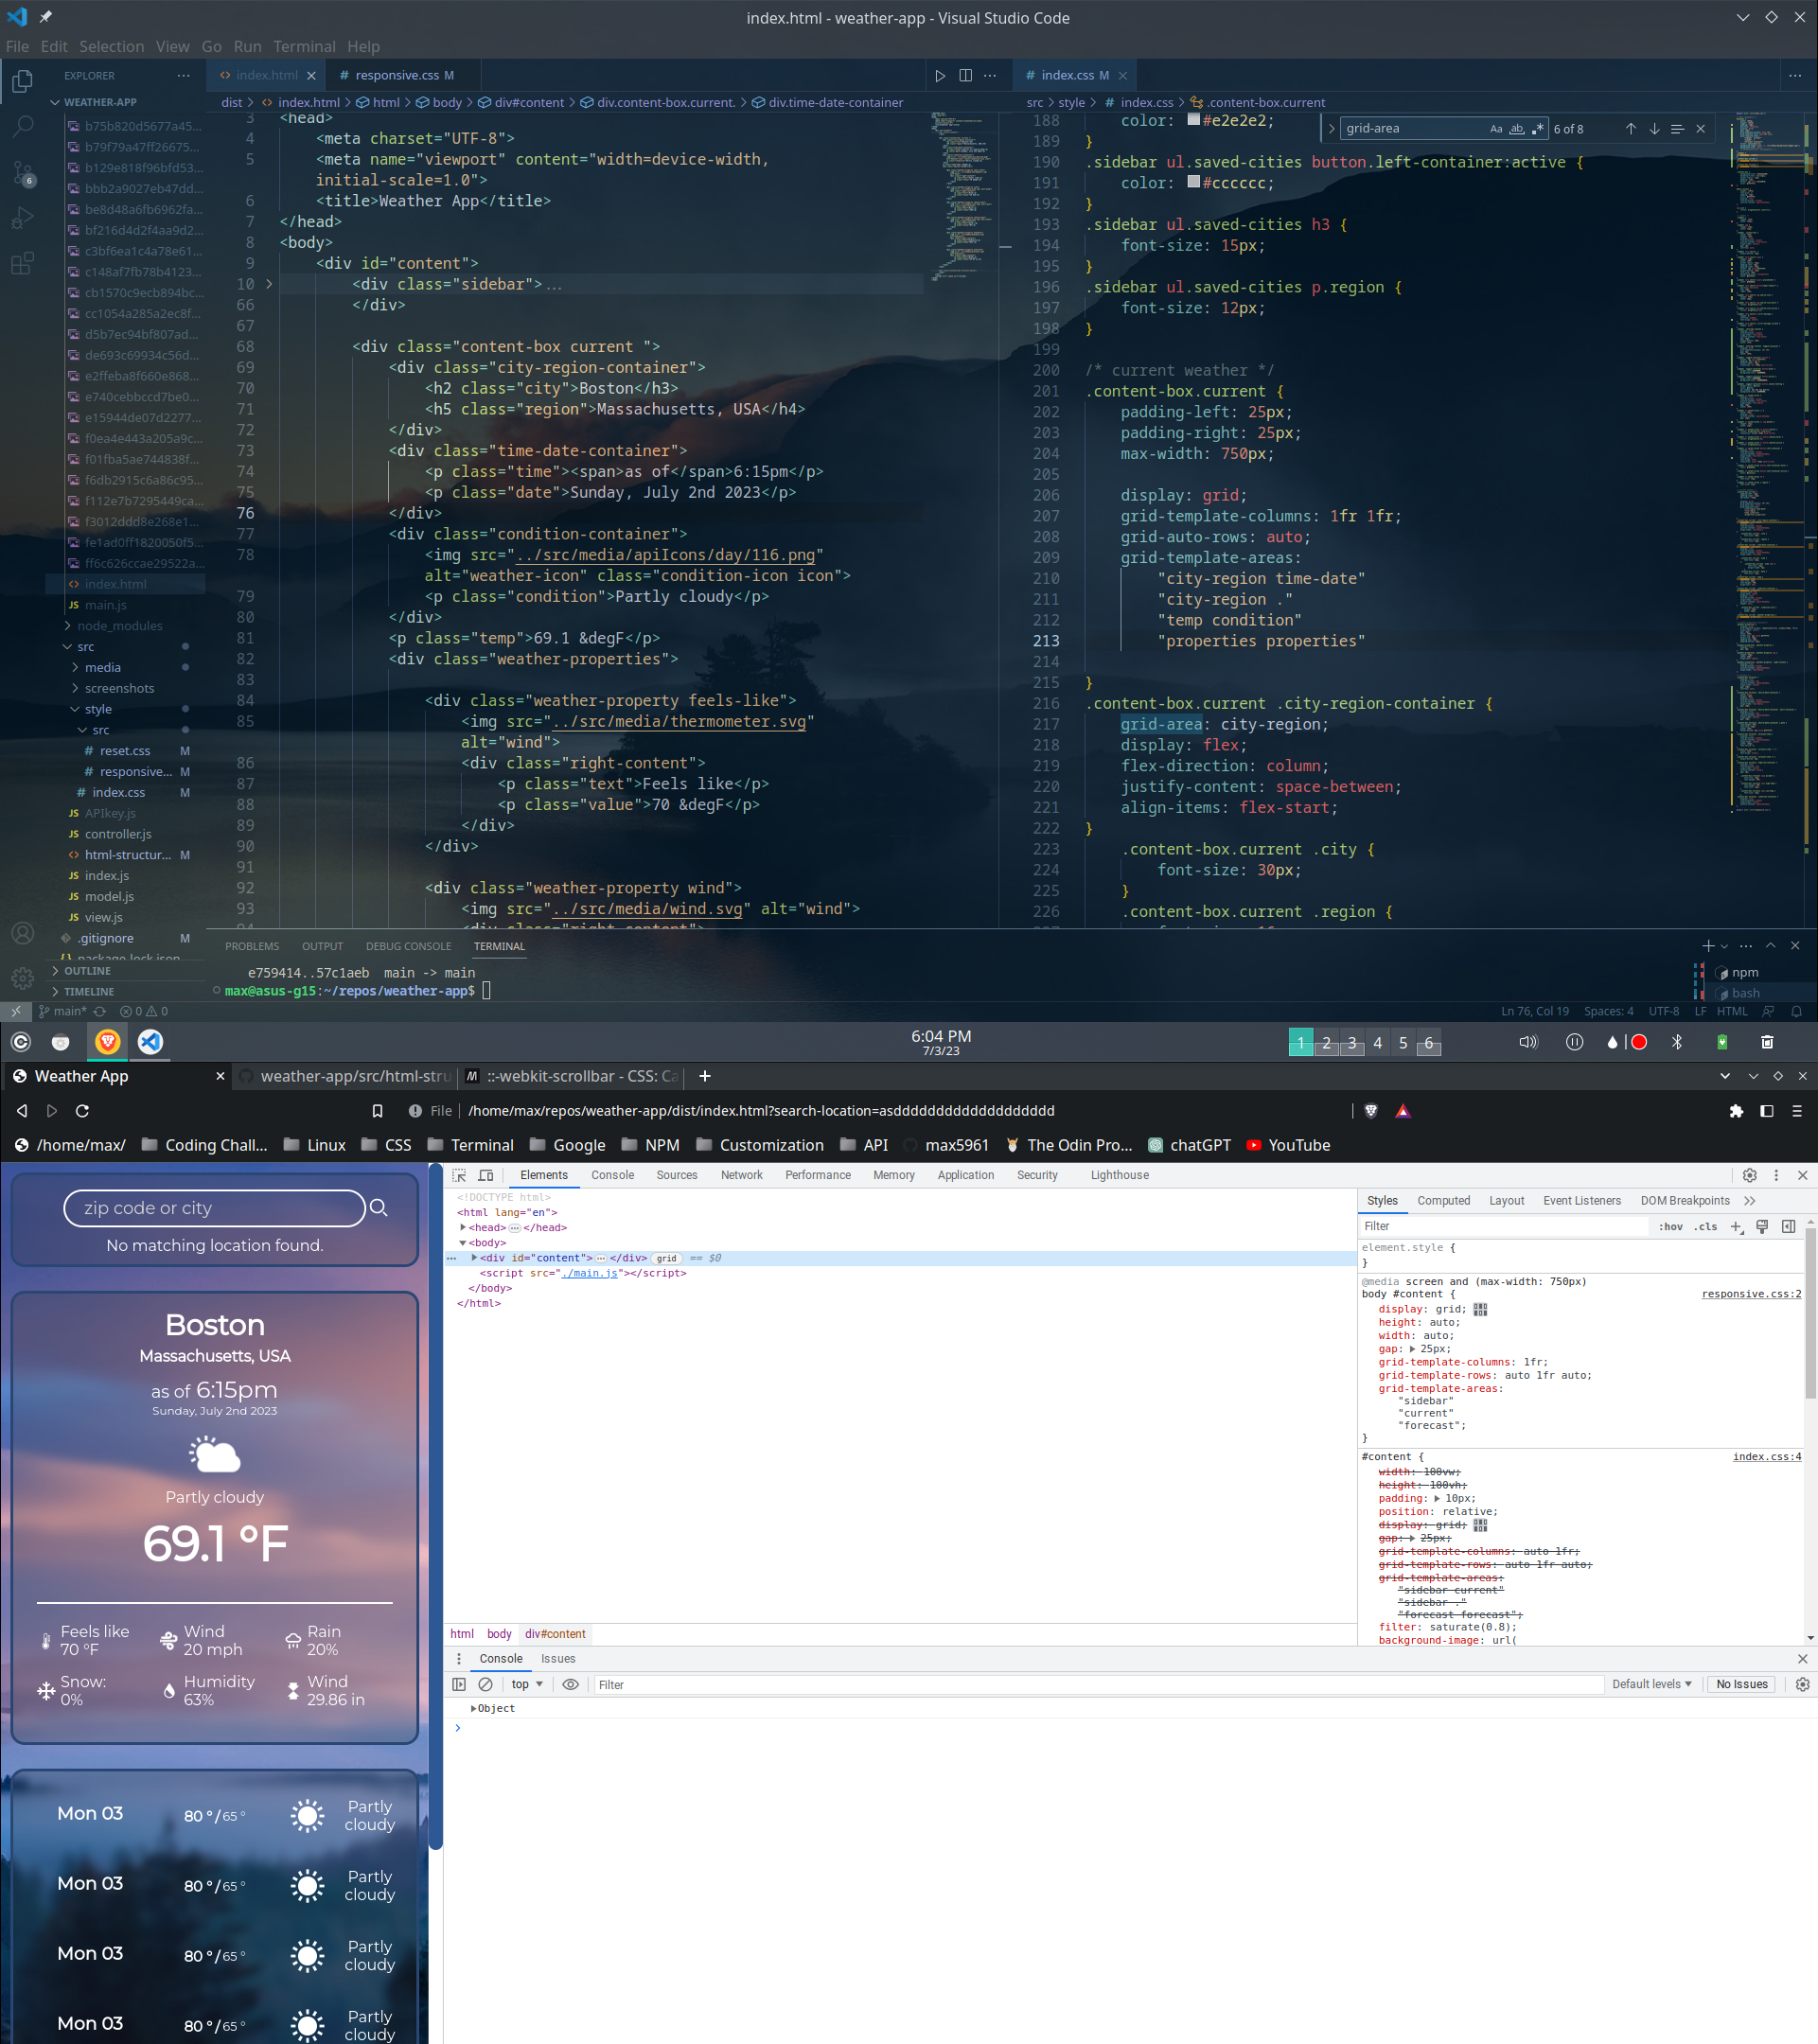 index.html - weather-app - Visual Studio Code
File Edit Selection View Go Run Terminal Help
EXPLORER
WEATHER-APP
b75b820d5677a45...
b79f79a47ff26675...
b129e818f96bfd53...
bbb2a9027eb47dd...
be8d48a6fb6962fa...
bf216d4d2f4aa9d2...
c3bf6ea1c4a78e61...
c148af7fb78b4123...
cb1570c9ecb894bc...
cc1054a285a2ec8f...
d5b7ec94bf807ad...
de693c69934c56d...
e2ffeba8f660e868...
e740cebbccd7be0...
e15944de07d2277...
f0ea4e443a205a9c...
f01fba5ae744838f...
f6db2915c6a86c95...
f112e7b7295449ca...
f3012ddd8e268e1...
fe1ad0ff1820050f5...
ff6c626ccae29522a...
index.html
JS main.js
node_modules
src
media
screenshots
style
src
# reset.css M
# responsive... M
# index.css M
JS APIkey.js
JS controller.js
<> html-structur... M
JS index.js
JS model.js
JS view.js
.gitignore M
package-lock.json
OUTLINE
TIMELINE
6
<> index.html
# responsive.css M
dist > index.html > html > body > div#content > div.content-box.current. > div.time-date-container
3 <head>
4 <meta charset="UTF-8">
5 <meta name="viewport" content="width=device-width,
initial-scale=1.0">
6 <title>Weather App</title>
7 </head>
8 <body>
9 <div id="content">
10 <div class="sidebar">...
66 </div>
67
68 <div class="content-box current ">
69 <div class="city-region-container">
70 <h2 class="city">Boston</h3>
71 <h5 class="region">Massachusetts, USA</h4>
72 </div>
73 <div class="time-date-container">
74 <p class="time"><span>as of</span>6:15pm</p>
75 <p class="date">Sunday, July 2nd 2023</p>
76 </div>
77 <div class="condition-container">
78 <img src="../src/media/apiIcons/day/116.png"
alt="weather-icon" class="condition-icon icon">
79 <p class="condition">Partly cloudy</p>
80 </div>
81 <p class="temp">69.1 &degF</p>
82 <div class="weather-properties">
83
84 <div class="weather-property feels-like">
85 <img src="../src/media/thermometer.svg"
alt="wind">
86 <div class="right-content">
87 <p class="text">Feels like</p>
88 <p class="value">70 &degF</p>
89 </div>
90 </div>
91
92 <div class="weather-property wind">
93 <img src="../src/media/wind.svg" alt="wind">
94 <div class="right-content">
# index.css M
src > style > # index.css > .content-box.current
grid-area Aa ab .* 6 of 8
188 color: #e2e2e2;
189 }
190 .sidebar ul.saved-cities button.left-container:active {
191 color: #cccccc;
192 }
193 .sidebar ul.saved-cities h3 {
194 font-size: 15px;
195 }
196 .sidebar ul.saved-cities p.region {
197 font-size: 12px;
198 }
199
200 /* current weather */
201 .content-box.current {
202 padding-left: 25px;
203 padding-right: 25px;
204 max-width: 750px;
205
206 display: grid;
207 grid-template-columns: 1fr 1fr;
208 grid-auto-rows: auto;
209 grid-template-areas:
210 "city-region time-date"
211 "city-region ."
212 "temp condition"
213 "properties properties"
214
215 }
216 .content-box.current .city-region-container {
217 grid-area: city-region;
218 display: flex;
219 flex-direction: column;
220 justify-content: space-between;
221 align-items: flex-start;
222 }
223 .content-box.current .city {
224 font-size: 30px;
225 }
226 .content-box.current .region {
PROBLEMS OUTPUT DEBUG CONSOLE TERMINAL
e759414..57c1aeb main -> main
max@asus-g15:~/repos/weather-app$
npm
bash
main* 0 0
Ln 76, Col 19 Spaces: 4 UTF-8 LF HTML
6:04 PM
7/3/23
1 2 3 4 5 6
Weather App
weather-app/src/html-stru
::-webkit-scrollbar - CSS: Ca
File /home/max/repos/weather-app/dist/index.html?search-location=asddddddddddddddddddd
/home/max/ Coding Chall... Linux CSS Terminal Google NPM Customization API max5961 The Odin Pro... chatGPT YouTube
zip code or city
No matching location found.
Boston
Massachusetts, USA
as of 6:15pm
Sunday, July 2nd 2023
Partly cloudy
69.1 °F
Feels like
70 °F
Wind
20 mph
Rain
20%
Snow:
0%
Humidity
63%
Wind
29.86 in
Mon 03 80 °/65 ° Partly
cloudy
Mon 03 80 °/65 ° Partly
cloudy
Mon 03 80 °/65 ° Partly
cloudy
Mon 03 80 °/65 ° Partly
cloudy
Elements Console Sources Network Performance Memory Application Security Lighthouse
<!DOCTYPE html>
<html lang="en">
<head>...</head>
<body>
<div id="content">...</div> grid == $0
<script src="./main.js"></script>
</body>
</html>
html body div#content
Styles Computed Layout Event Listeners DOM Breakpoints
Filter :hov .cls
element.style {
}
@media screen and (max-width: 750px)
body #content { responsive.css:2
display: grid;
height: auto;
width: auto;
gap: 25px;
grid-template-columns: 1fr;
grid-template-rows: auto 1fr auto;
grid-template-areas:
"sidebar"
"current"
"forecast";
}
#content { index.css:4
width: 100vw;
height: 100vh;
padding: 10px;
position: relative;
display: grid;
gap: 25px;
grid-template-columns: auto 1fr;
grid-template-rows: auto 1fr auto;
grid-template-areas:
"sidebar current"
"sidebar ."
"forecast forecast";
filter: saturate(0.8);
background-image: url(
Console Issues
top Filter Default levels No Issues
Object